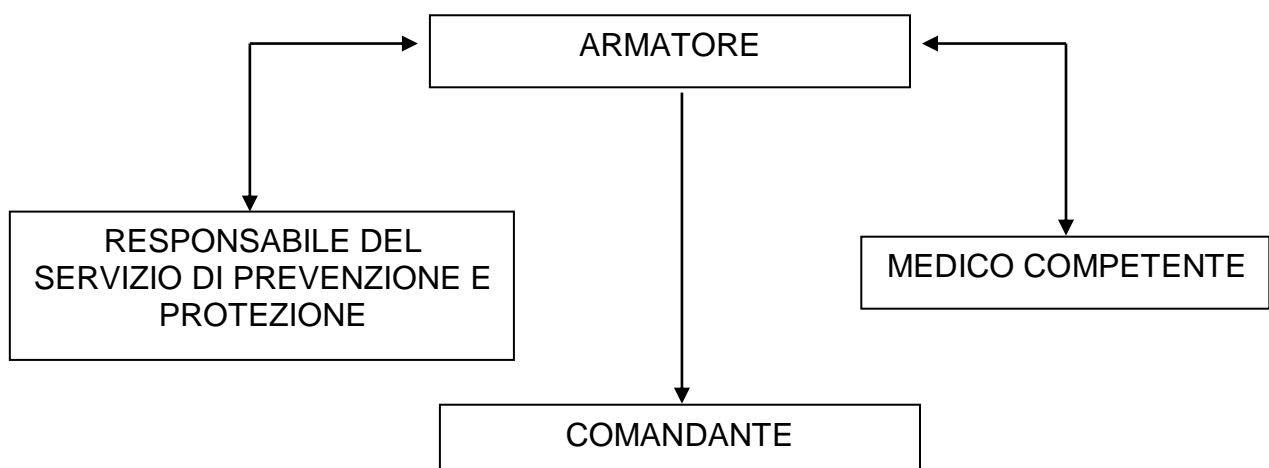 ARMATORE
RESPONSABILE DEL
SERVIZIO DI PREVENZIONE E
PROTEZIONE
MEDICO COMPETENTE
COMANDANTE